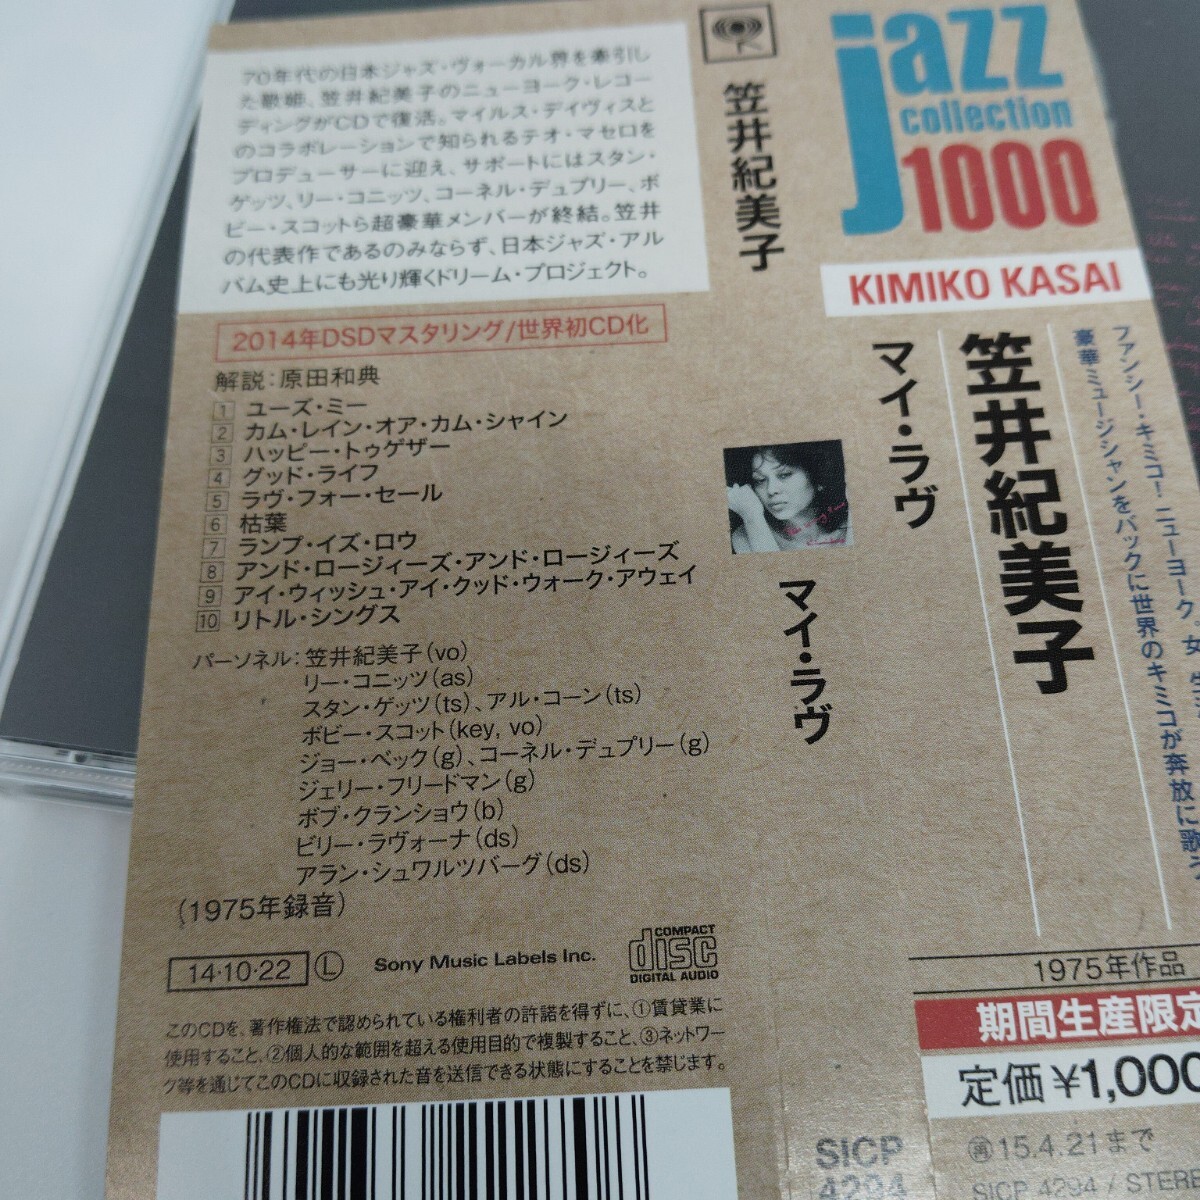 70年代の日本ジャズ・ヴォーカル界を牽引し
た歌姫、笠井紀美子のニューヨーク・レコー
ディングがCDで復活。マイルス・デイヴィスと
のコラボレーションで知られるテオ・マセロを
プロデューサーに迎え、サポートにはスタン・
ゲッツ、リー・コニッツ、コーネル・デュプリー、ボ
ビー・スコットら超豪華メンバーが終結。笠井
の代表作であるのみならず、日本ジャズ・アル
バム史上にも光り輝くドリーム・プロジェクト。
2014年DSDマスタリング/世界初CD化
解説：原田和典
1 ユーズ・ミー
2 カム・レイン・オア・カム・シャイン
3 ハッピー・トゥゲザー
4 グッド・ライフ
5 ラヴ・フォー・セール
6 枯葉
7 ランプ・イズ・ロウ
8 アンド・ロージィーズ・アンド・ロージィーズ
9 アイ・ウィッシュ・アイ・クッド・ウォーク・アウェイ
10 リトル・シングス
パーソネル：笠井紀美子(vo)
リー・コニッツ(as)
スタン・ゲッツ(ts)、アル・コーン(ts)
ボビー・スコット(key, vo)
ジョー・ベック(g)、コーネル・デュプリー(g)
ジェリー・フリードマン(g)
ボブ・クランショウ(b)
ビリー・ラヴォーナ(ds)
アラン・シュワルツバーグ(ds)
(1975年録音)
14・10・22 Ⓛ Sony Music Labels Inc.
COMPACT
disc
DIGITAL AUDIO
このCDを、著作権法で認められている権利者の許諾を得ずに、①賃貸業に
使用すること、②個人的な範囲を超える使用目的で複製すること、③ネットワー
ク等を通じてこのCDに収録された音を送信できる状態にすることを禁じます。
笠井紀美子
マイ・ラヴ
SICP
4294
jazz
collection
1000
KIMIKO KASAI
ファンシー・キミコ! ニューヨーク
豪華ミュージシャンをバックに世界のキミコが奔放に歌う
笠井紀美子
マイ・ラヴ
1975年作品
期間生産限定
定価¥1,000
㊟15.4.21まで
SICP 4294 / STERE